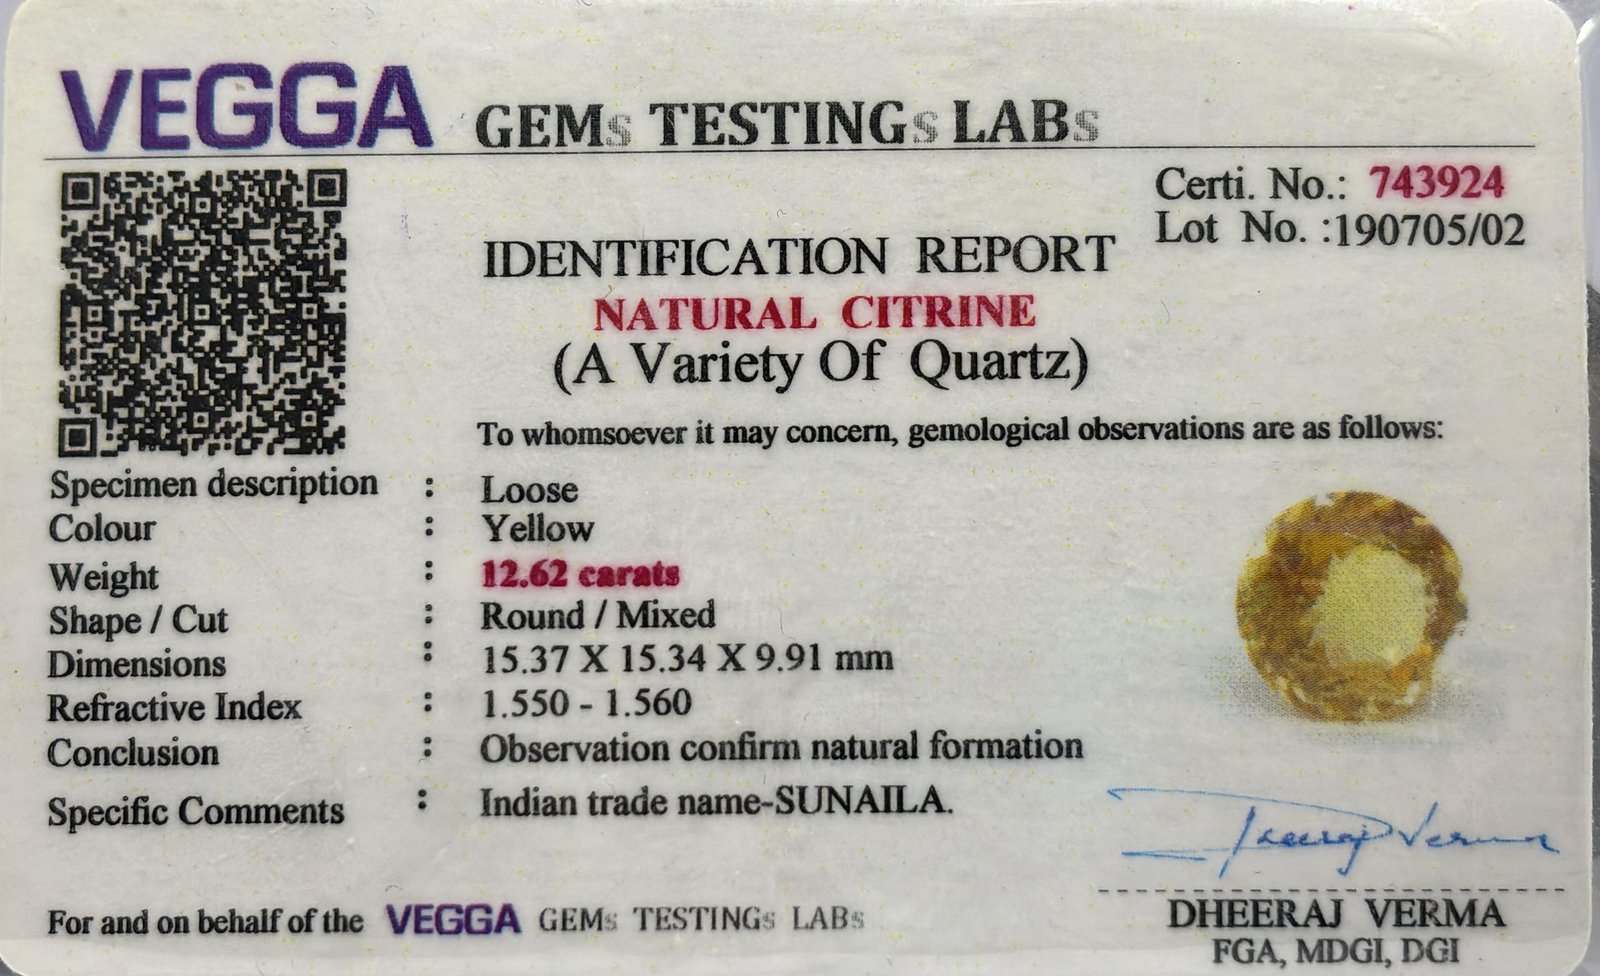 VEGGA GEMs TESTINGs LABs
Certi. No.: 743924
Lot No. :190705/02
IDENTIFICATION REPORT
NATURAL CITRINE
(A Variety Of Quartz)
To whomsoever it may concern, gemological observations are as follows:
Specimen description : Loose
Colour : Yellow
Weight : 12.62 carats
Shape / Cut : Round / Mixed
Dimensions : 15.37 X 15.34 X 9.91 mm
Refractive Index : 1.550 - 1.560
Conclusion : Observation confirm natural formation
Specific Comments : Indian trade name-SUNAILA.
Dheeraj Verma
For and on behalf of the VEGGA GEMs TESTINGs LABs
DHEERAJ VERMA
FGA, MDGI, DGI